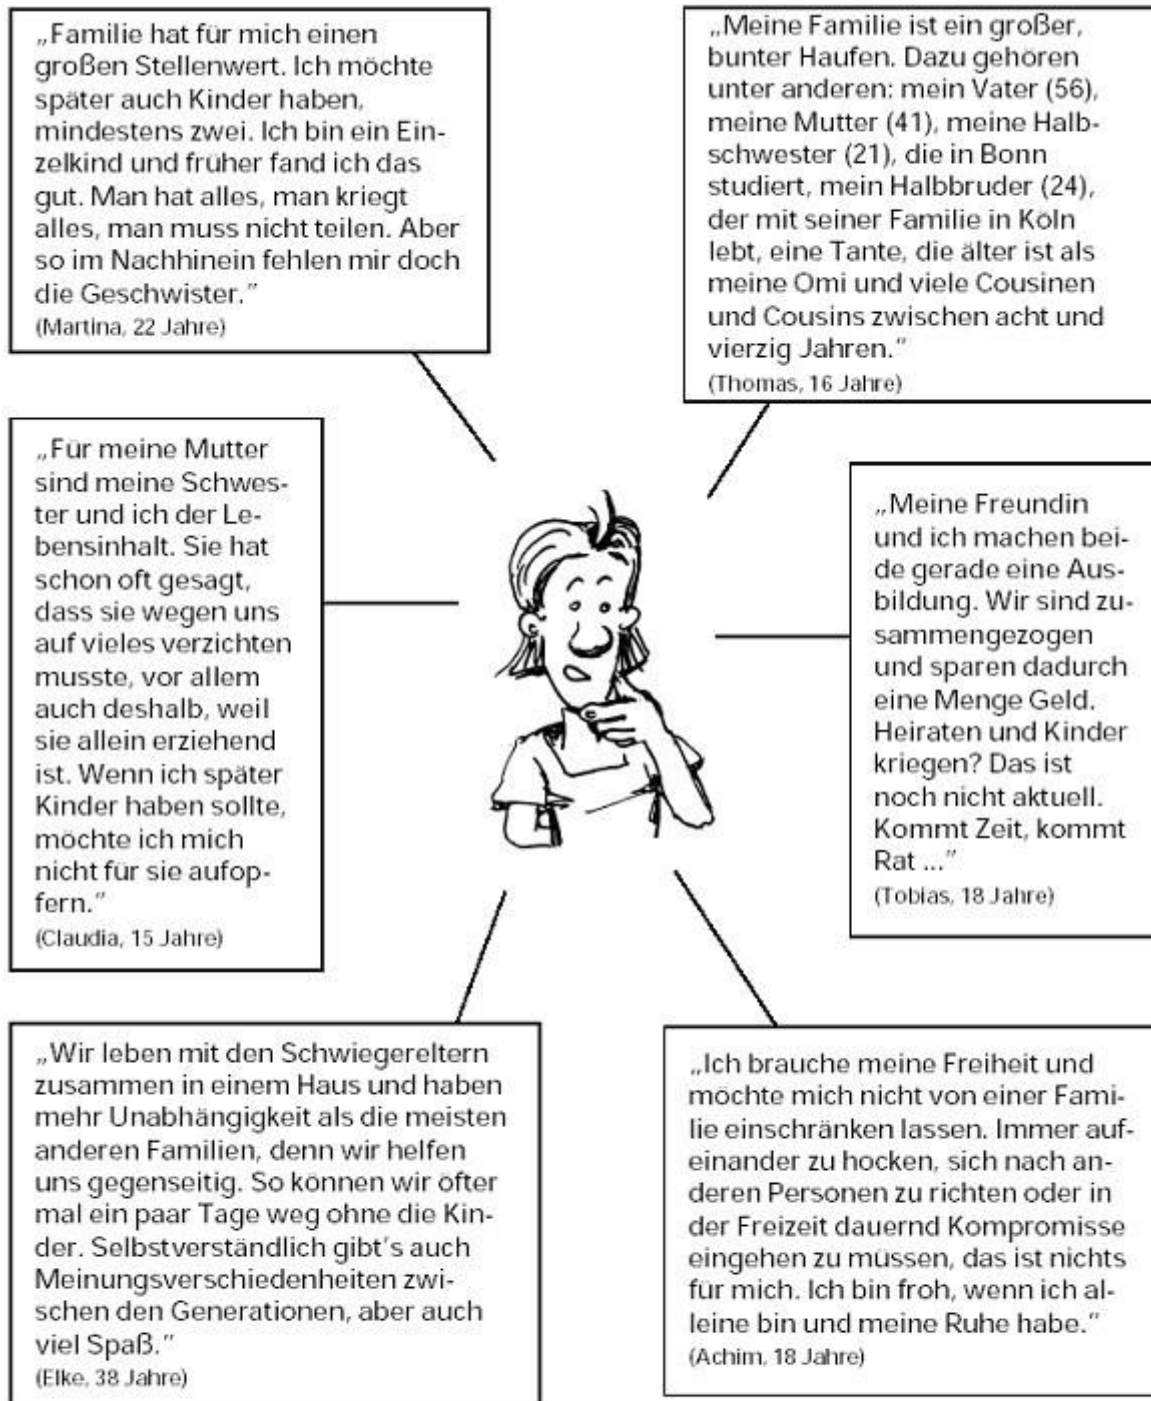 „Familie hat für mich einen
großen Stellenwert. Ich möchte
später auch Kinder haben,
mindestens zwei. Ich bin ein Ein-
zelkind und früher fand ich das
gut. Man hat alles, man kriegt
alles, man muss nicht teilen. Aber
so im Nachhinein fehlen mir doch
die Geschwister.”
(Martina, 22 Jahre)
„Meine Familie ist ein großer,
bunter Haufen. Dazu gehören
unter anderen: mein Vater (56),
meine Mutter (41), meine Halb-
schwester (21), die in Bonn
studiert, mein Halbbruder (24),
der mit seiner Familie in Köln
lebt, eine Tante, die älter ist als
meine Omi und viele Cousinen
und Cousins zwischen acht und
vierzig Jahren.”
(Thomas, 16 Jahre)
„Für meine Mutter
sind meine Schwes-
ter und ich der Le-
bensinhalt. Sie hat
schon oft gesagt,
dass sie wegen uns
auf vieles verzichten
musste, vor allem
auch deshalb, weil
sie allein erziehend
ist. Wenn ich später
Kinder haben sollte,
möchte ich mich
nicht für sie aufop-
fern.”
(Claudia, 15 Jahre)
„Meine Freundin
und ich machen bei-
de gerade eine Aus-
bildung. Wir sind zu-
sammengezogen
und sparen dadurch
eine Menge Geld.
Heiraten und Kinder
kriegen? Das ist
noch nicht aktuell.
Kommt Zeit, kommt
Rat ...”
(Tobias, 18 Jahre)
„Wir leben mit den Schwiegereltern
zusammen in einem Haus und haben
mehr Unabhängigkeit als die meisten
anderen Familien, denn wir helfen
uns gegenseitig. So können wir öfter
mal ein paar Tage weg ohne die Kin-
der. Selbstverständlich gibt's auch
Meinungsverschiedenheiten zwi-
schen den Generationen, aber auch
viel Spaß.”
(Elke, 38 Jahre)
„Ich brauche meine Freiheit und
möchte mich nicht von einer Fami-
lie einschränken lassen. Immer auf-
einander zu hocken, sich nach an-
deren Personen zu richten oder in
der Freizeit dauernd Kompromisse
eingehen zu müssen, das ist nichts
für mich. Ich bin froh, wenn ich al-
leine bin und meine Ruhe habe.”
(Achim, 18 Jahre)